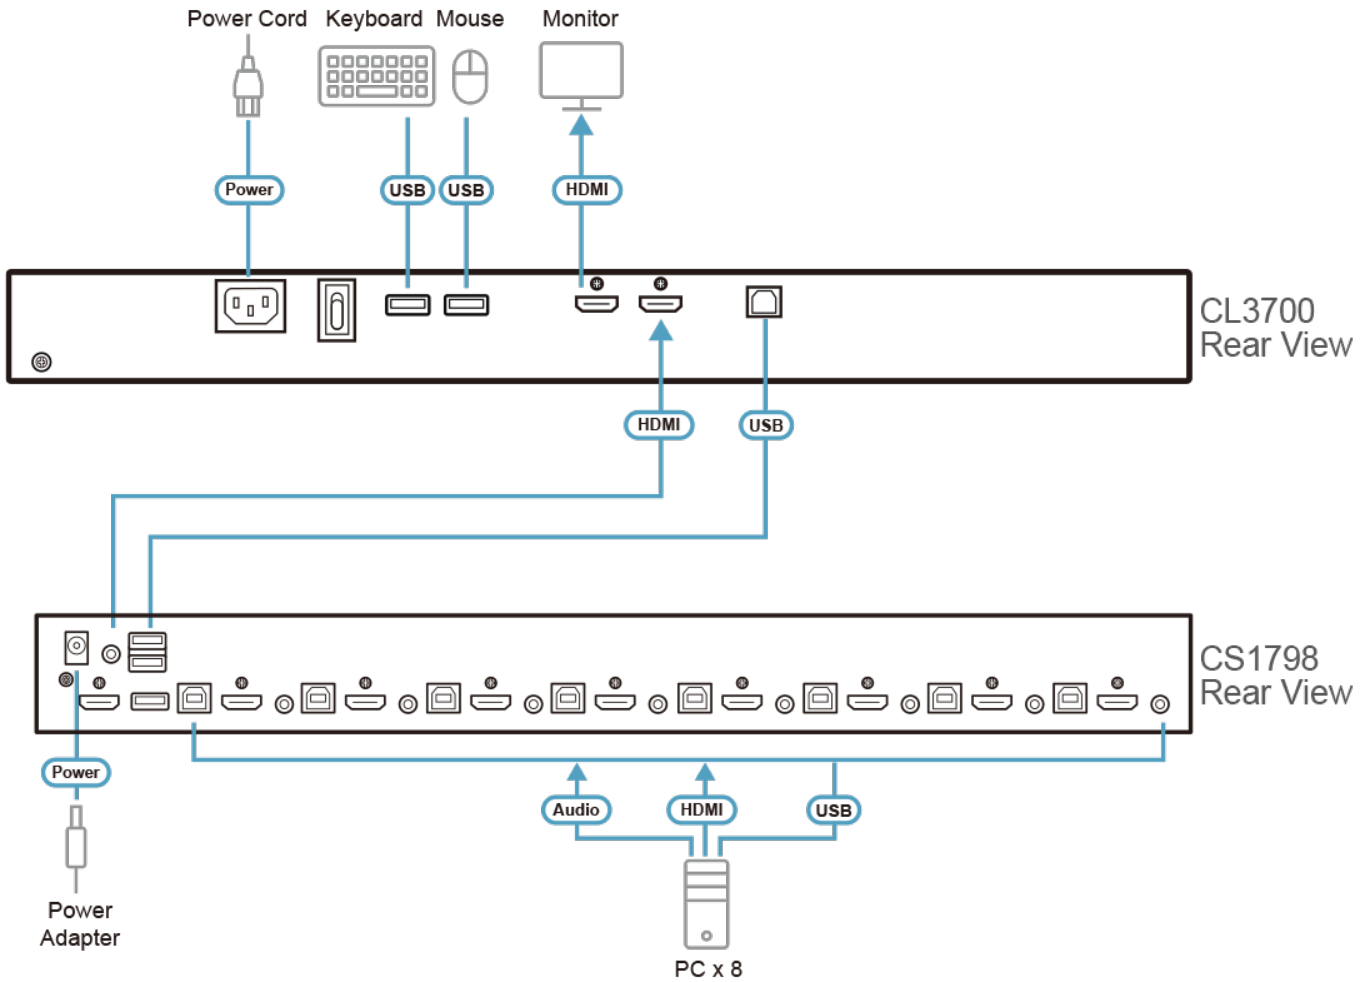 Power Cord Keyboard Mouse Monitor
Power USB USB HDMI
CL3700
Rear View
HDMI USB
CS1798
Rear View
Power
Audio HDMI USB
Power
Adapter
PC x 8